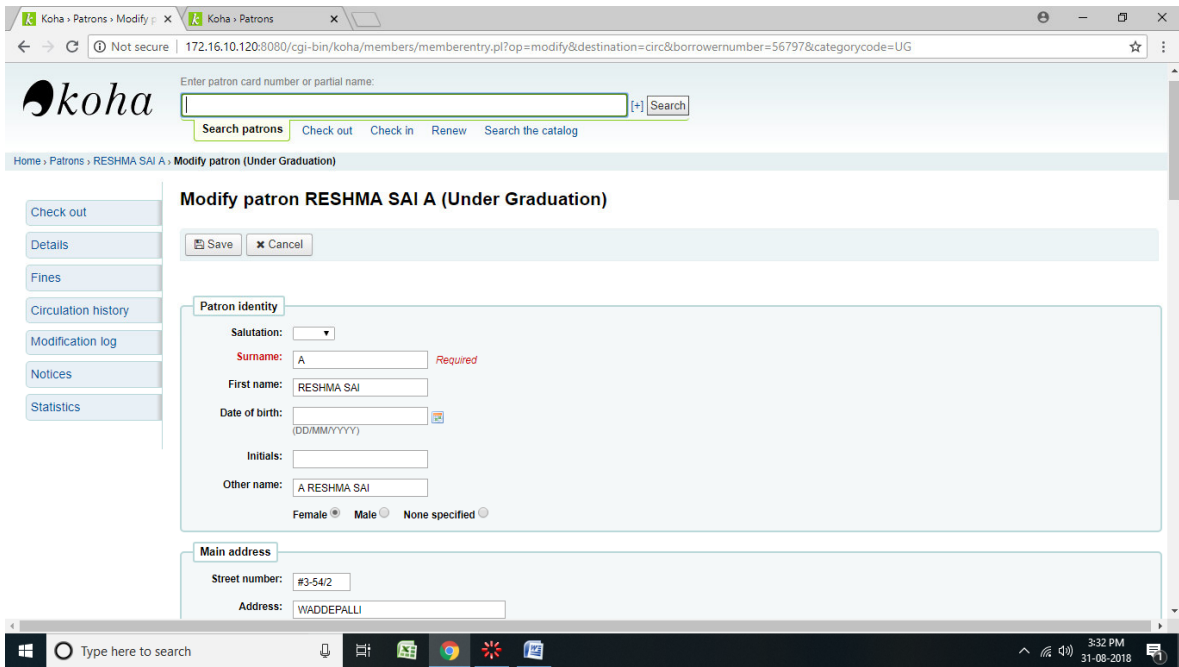 Koha › Patrons › Modify p
Koha › Patrons
Not secure | 172.16.10.120:8080/cgi-bin/koha/members/memberentry.pl?op=modify&destination=circ&borrowernumber=56797&categorycode=UG
koha
Enter patron card number or partial name:
[+] Search
Search patrons Check out Check in Renew Search the catalog
Home › Patrons › RESHMA SAI A › Modify patron (Under Graduation)
Check out
Details
Fines
Circulation history
Modification log
Notices
Statistics
Modify patron RESHMA SAI A (Under Graduation)
Save Cancel
Patron identity
Salutation:
Surname: A Required
First name: RESHMA SAI
Date of birth:
(DD/MM/YYYY)
Initials:
Other name: A RESHMA SAI
Female Male None specified
Main address
Street number: #3-54/2
Address: WADDEPALLI
Type here to search
3:32 PM
31-08-2018